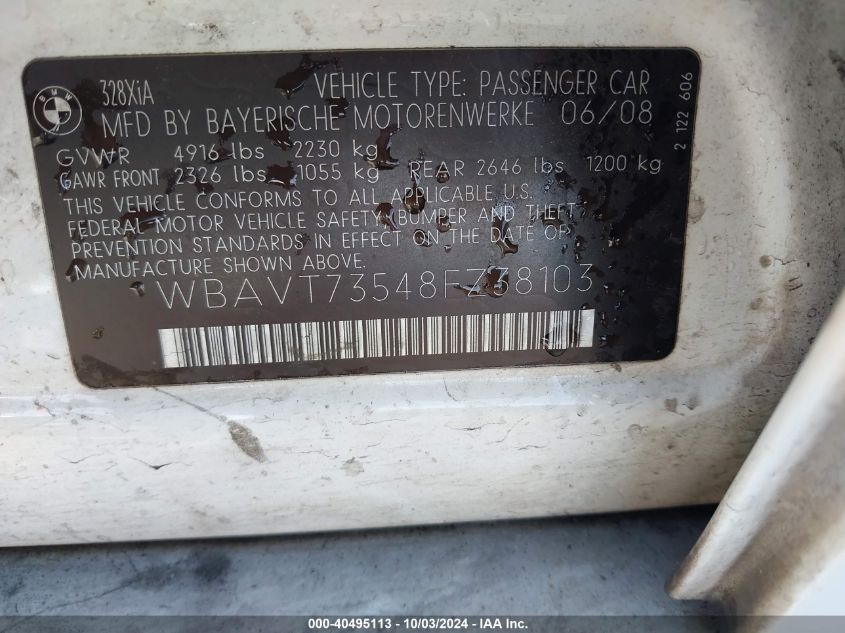 BMW
328XiA
VEHICLE TYPE: PASSENGER CAR
MFD BY BAYERISCHE MOTORENWERKE 06/08
GVWR 4916 lbs 2230 kg
GAWR FRONT 2326 lbs 1055 kg REAR 2646 lbs 1200 kg
THIS VEHICLE CONFORMS TO ALL APPLICABLE U.S.
FEDERAL MOTOR VEHICLE SAFETY,BUMPER AND THEFT
PREVENTION STANDARDS IN EFFECT ON THE DATE OF
MANUFACTURE SHOWN ABOVE.
WBAVT73548FZ38103
2 122 606
000-40495113 - 10/03/2024 - IAA Inc.